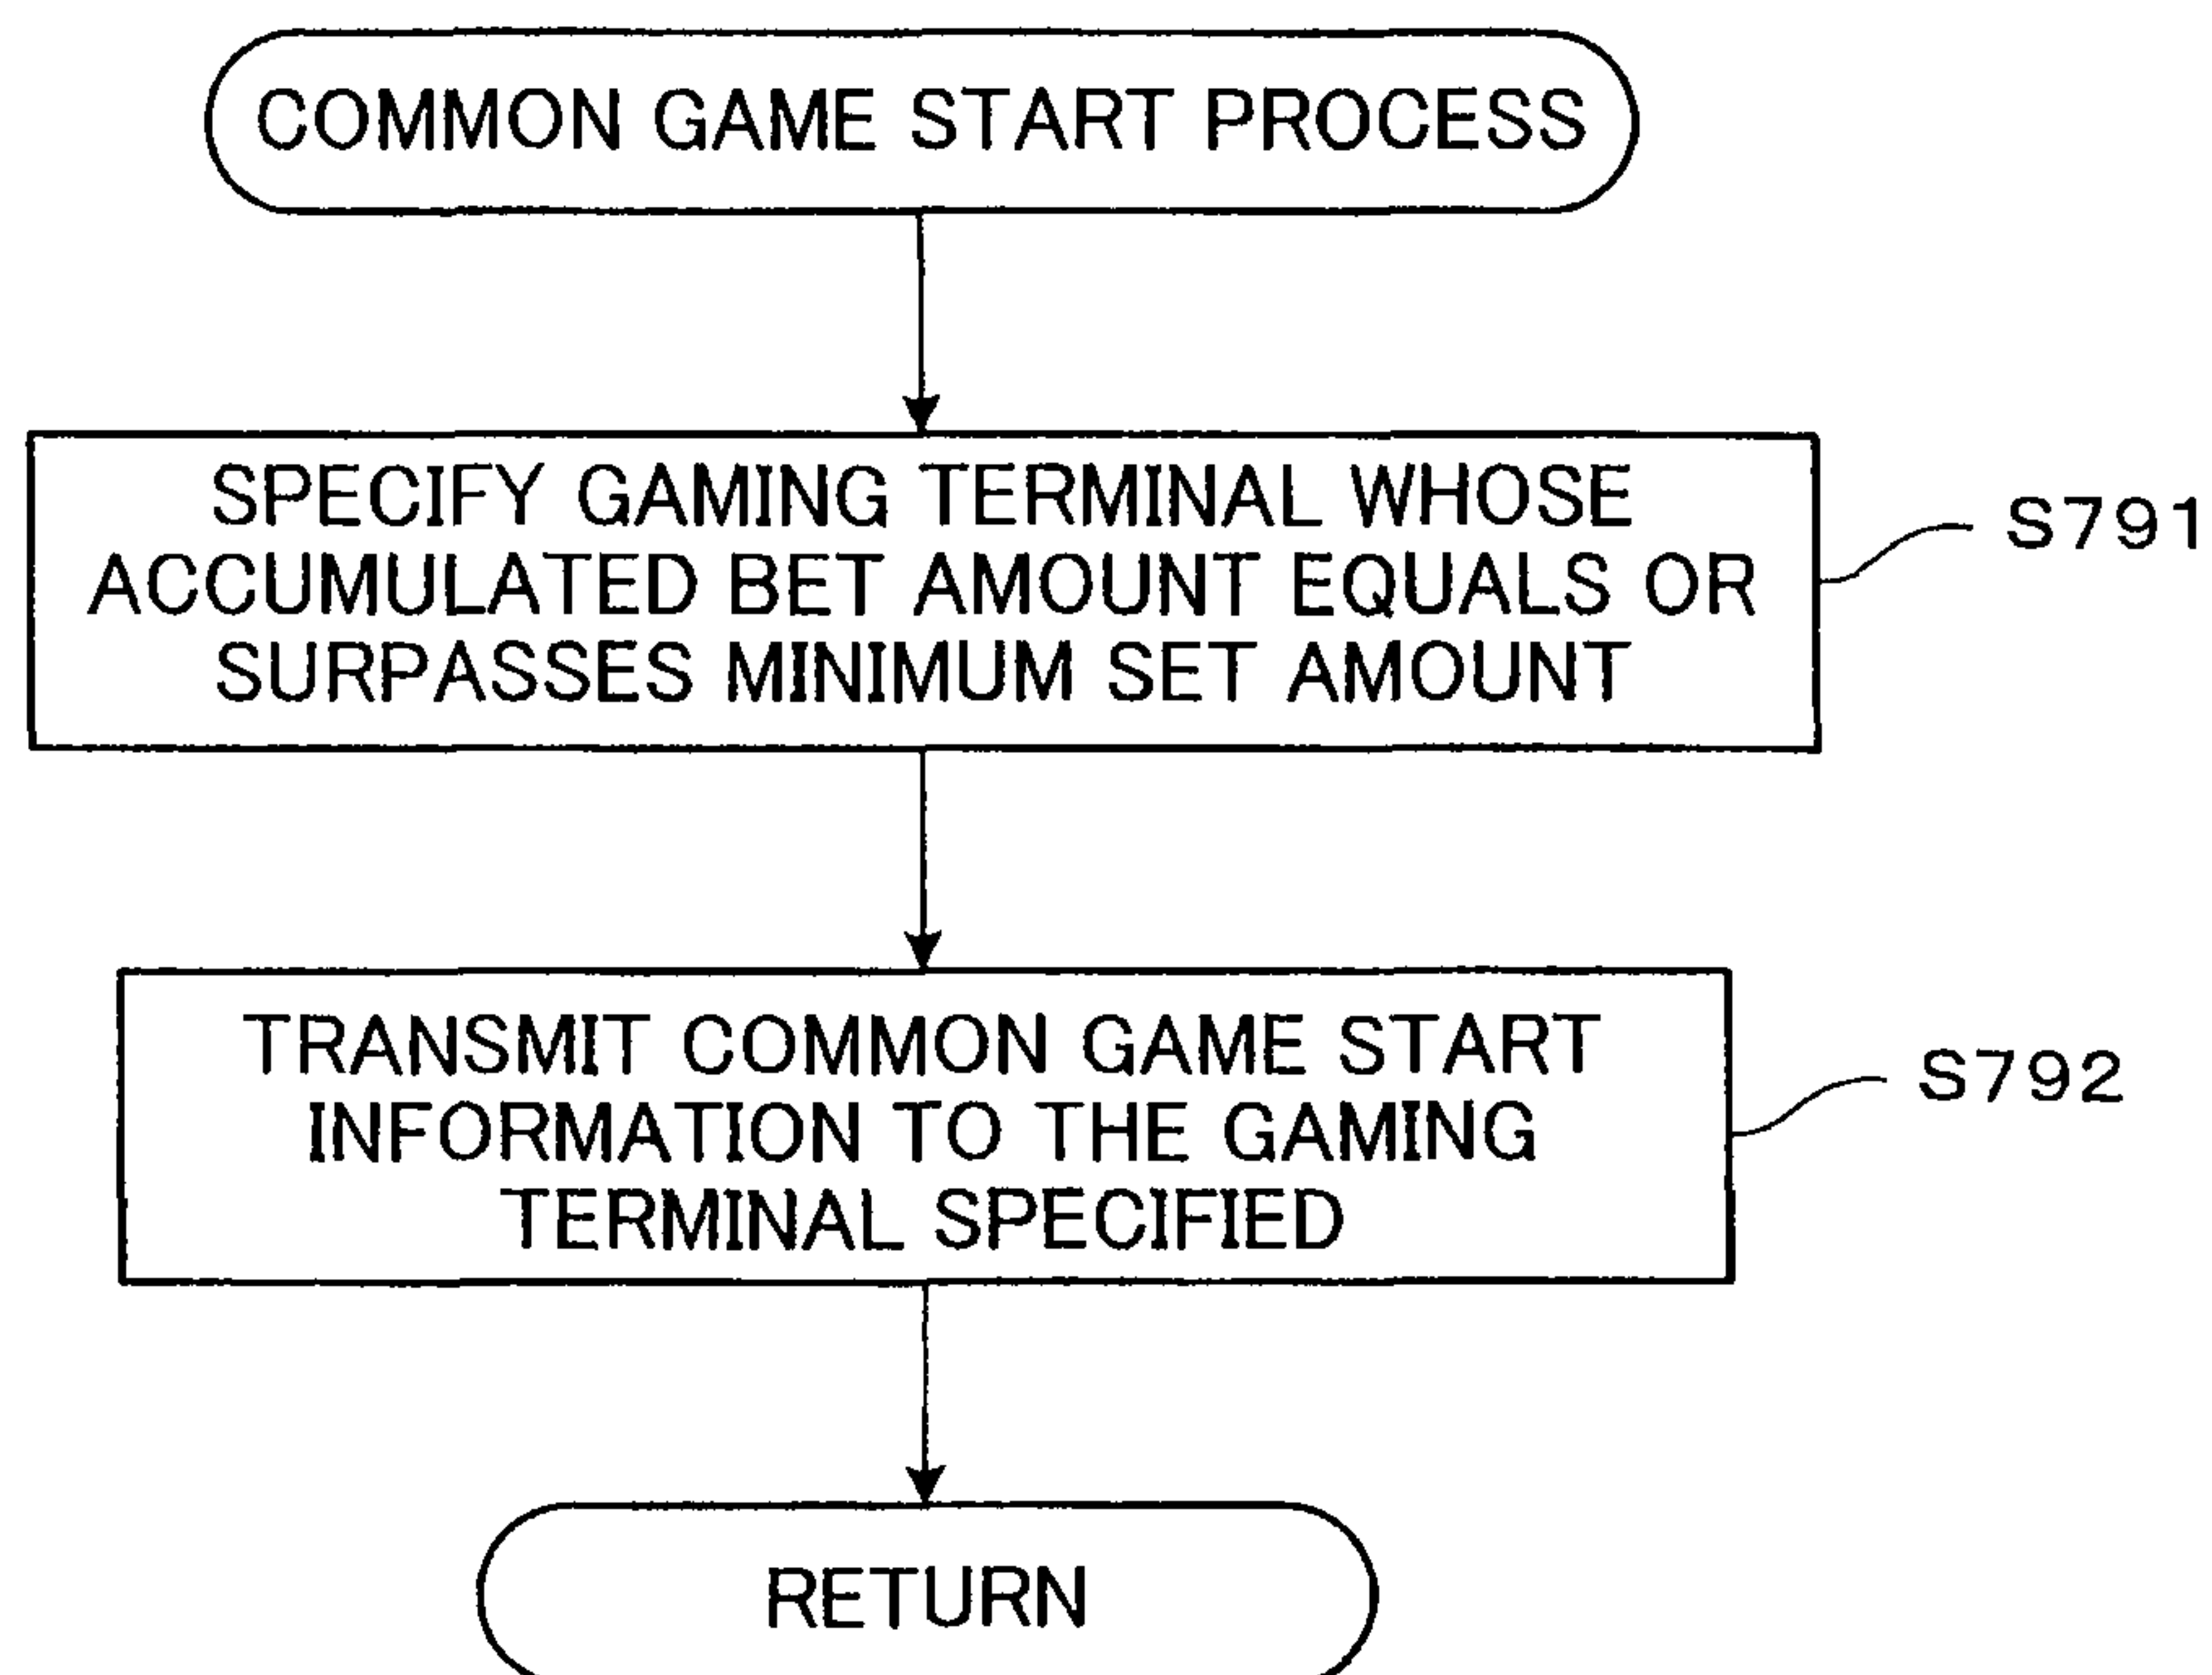 COMMON GAME START PROCESS
SPECIFY GAMING TERMINAL WHOSE
ACCUMULATED BET AMOUNT EQUALS OR
SURPASSES MINIMUM SET AMOUNT
S791
TRANSMIT COMMON GAME START
INFORMATION TO THE GAMING
TERMINAL SPECIFIED
S792
RETURN